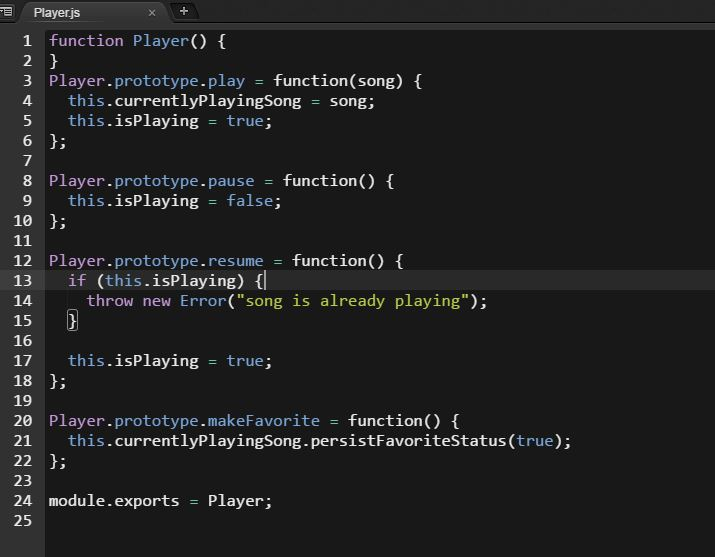 Player.js × +
1 function Player() {
2 }
3 Player.prototype.play = function(song) {
4   this.currentlyPlayingSong = song;
5   this.isPlaying = true;
6 };
7
8 Player.prototype.pause = function() {
9   this.isPlaying = false;
10 };
11
12 Player.prototype.resume = function() {
13   if (this.isPlaying) {
14     throw new Error("song is already playing");
15   }
16
17   this.isPlaying = true;
18 };
19
20 Player.prototype.makeFavorite = function() {
21   this.currentlyPlayingSong.persistFavoriteStatus(true);
22 };
23
24 module.exports = Player;
25